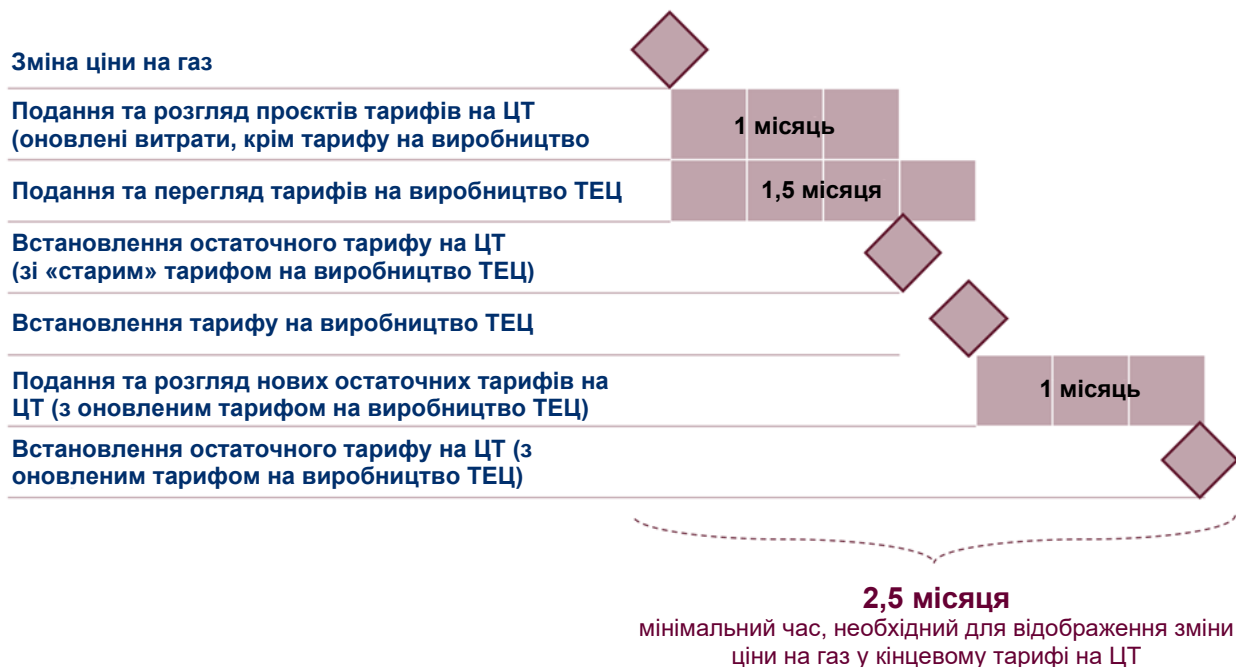 Зміна ціни на газ
Подання та розгляд проєктів тарифів на ЦТ
(оновлені витрати, крім тарифу на виробництво
1 місяць
Подання та перегляд тарифів на виробництво ТЕЦ
1,5 місяця
Встановлення остаточного тарифу на ЦТ
(зі «старим» тарифом на виробництво ТЕЦ)
Встановлення тарифу на виробництво ТЕЦ
Подання та розгляд нових остаточних тарифів на
ЦТ (з оновленим тарифом на виробництво ТЕЦ)
1 місяць
Встановлення остаточного тарифу на ЦТ (з
оновленим тарифом на виробництво ТЕЦ)
2,5 місяця
мінімальний час, необхідний для відображення зміни
ціни на газ у кінцевому тарифі на ЦТ